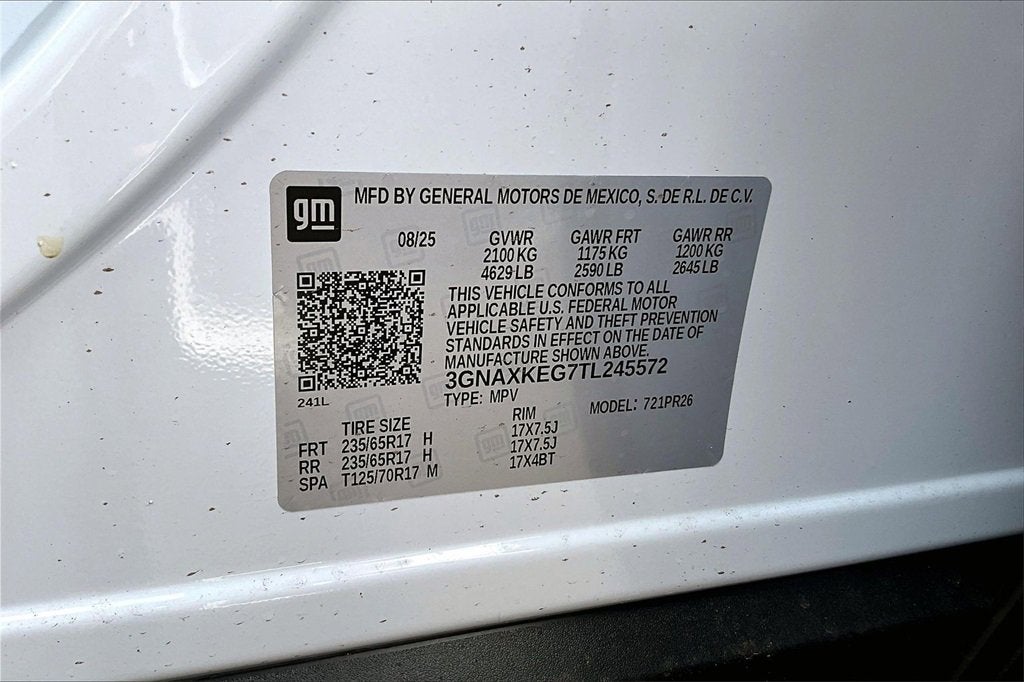 gm
MFD BY GENERAL MOTORS DE MEXICO, S. DE R.L. DE C.V.
08/25 GVWR GAWR FRT GAWR RR
2100 KG 1175 KG 1200 KG
4629 LB 2590 LB 2645 LB
THIS VEHICLE CONFORMS TO ALL
APPLICABLE U.S. FEDERAL MOTOR
VEHICLE SAFETY AND THEFT PREVENTION
STANDARDS IN EFFECT ON THE DATE OF
MANUFACTURE SHOWN ABOVE.
3GNAXKEG7TL245572
241L
TYPE: MPV MODEL: 721PR26
TIRE SIZE RIM
FRT 235/65R17 H 17X7.5J
RR 235/65R17 H 17X7.5J
SPA T125/70R17 M 17X4BT